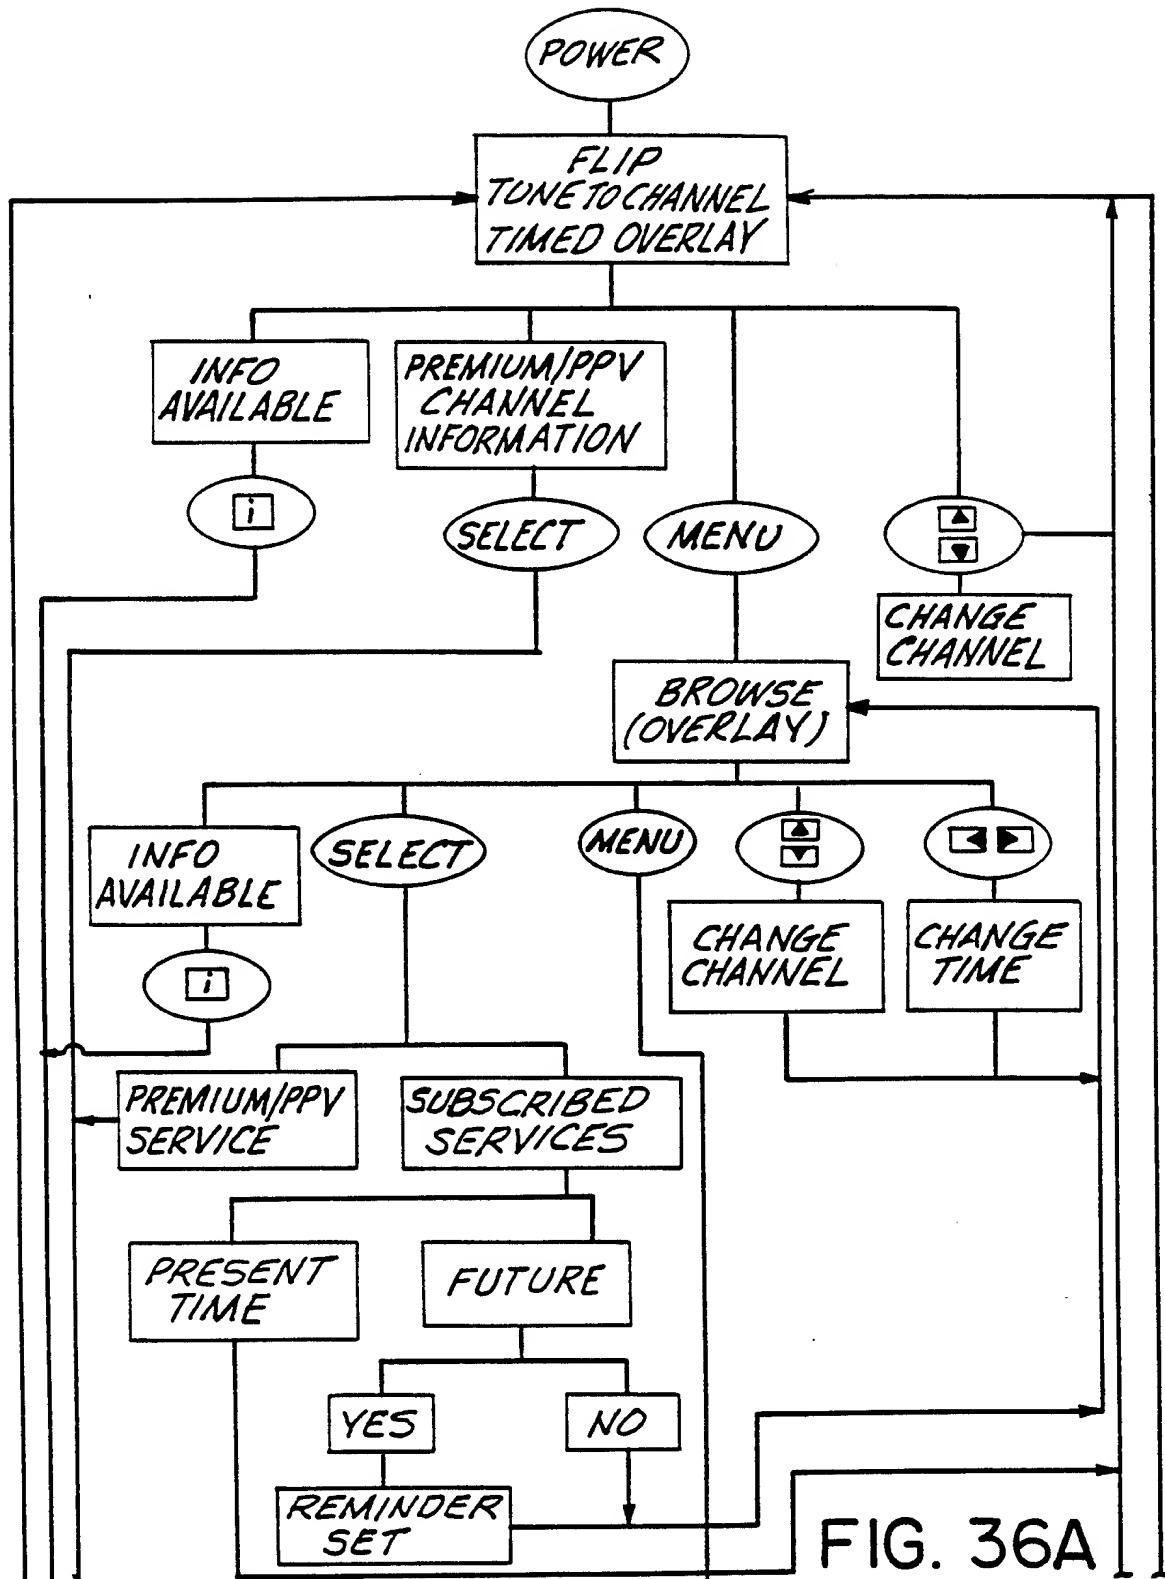 POWER
FLIP
TUNE TO CHANNEL
TIMED OVERLAY
INFO
AVAILABLE
PREMIUM/PPV
CHANNEL
INFORMATION
i
SELECT
MENU
CHANGE
CHANNEL
BROWSE
(OVERLAY)
INFO
AVAILABLE
SELECT
MENU
CHANGE
CHANNEL
CHANGE
TIME
i
PREMIUM/PPV
SERVICE
SUBSCRIBED
SERVICES
PRESENT
TIME
FUTURE
YES
NO
REMINDER
SET
FIG. 36A